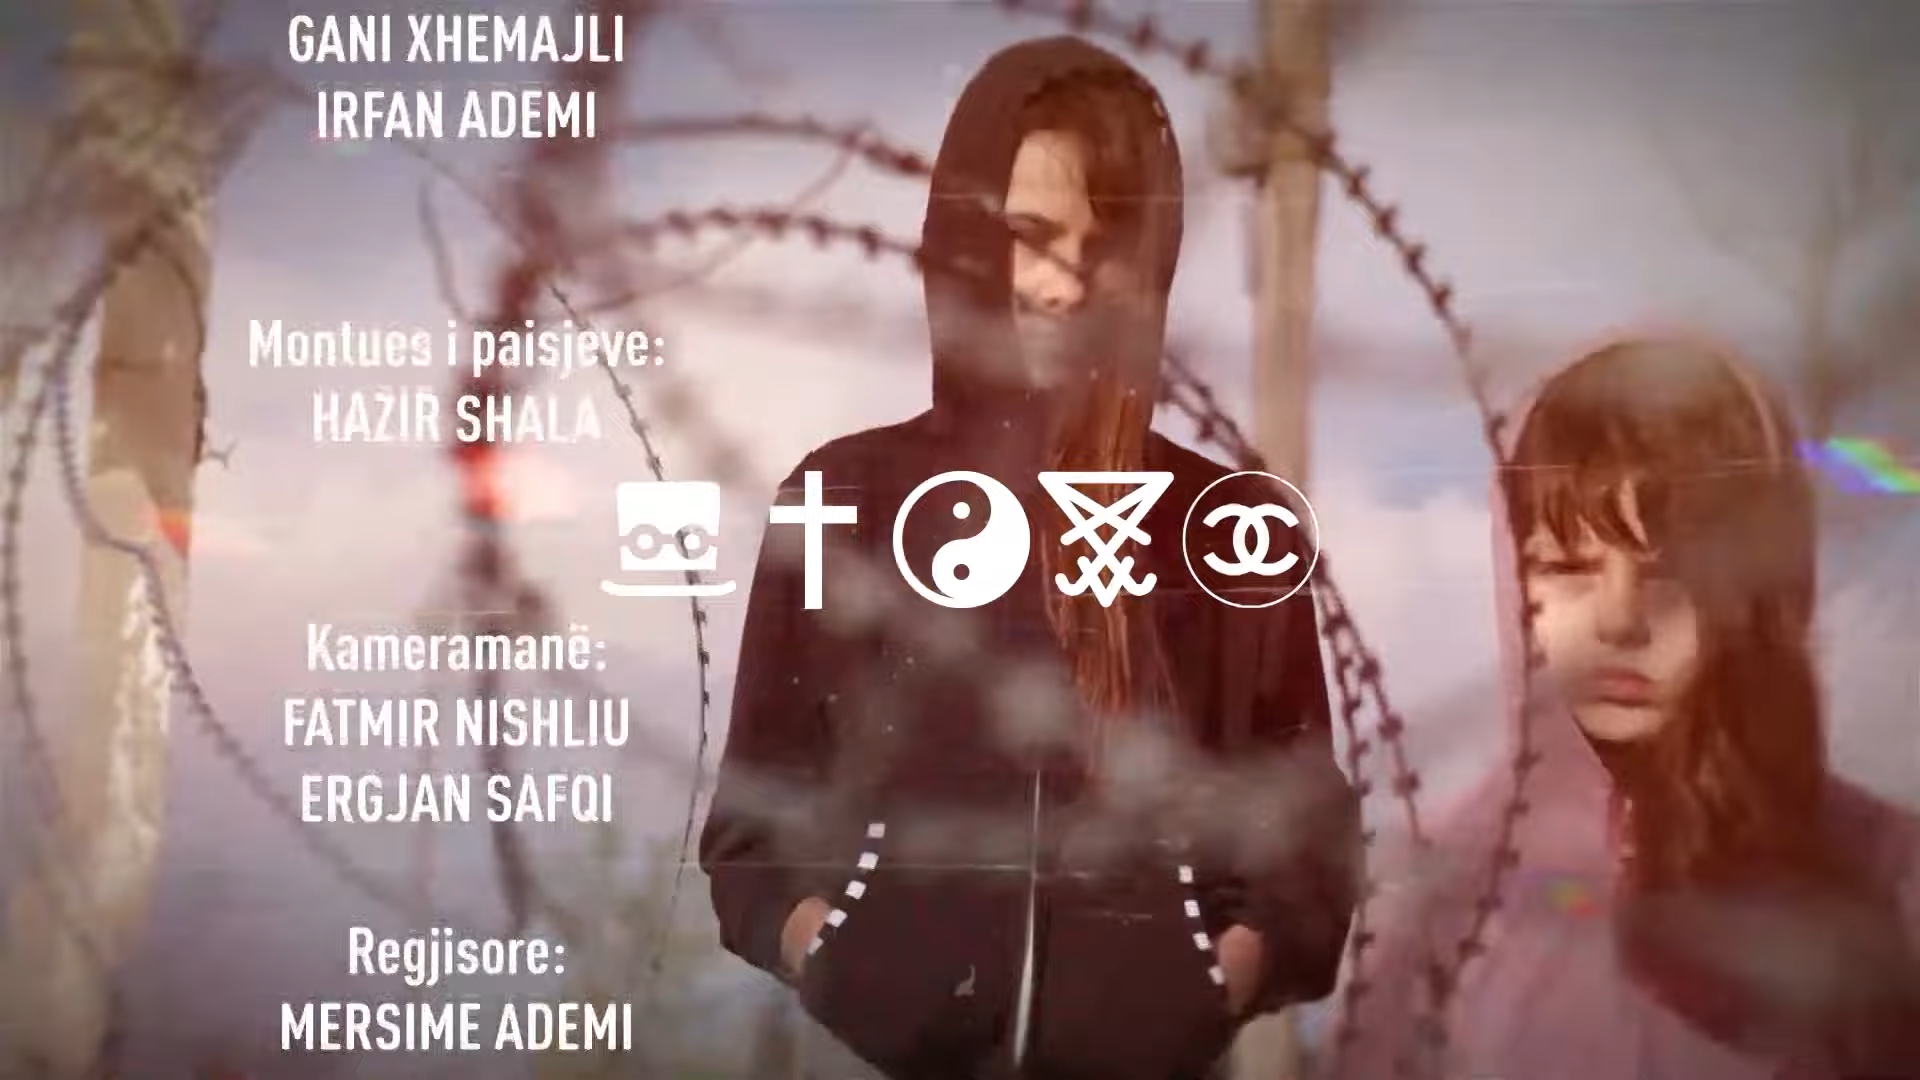 GANI XHEMAJLI
IRFAN ADEMI
Montues i paisjeve:
HAZIR SHALA
Kameramanë:
FATMIR NISHLIU
ERGJAN SAFQI
Regjisore:
MERSIME ADEMI